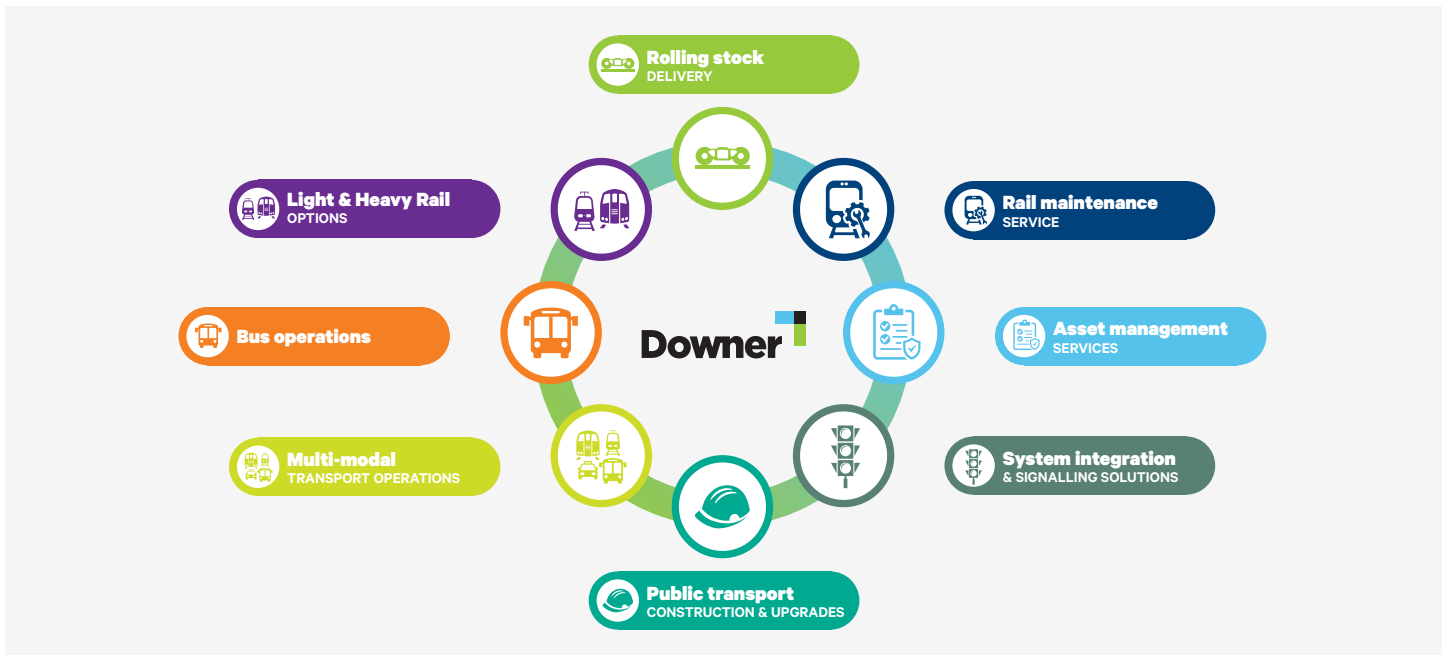 Rolling stock
DELIVERY
Light & Heavy Rail
OPTIONS
Rail maintenance
SERVICE
Bus operations
Downer
Asset management
SERVICES
Multi-modal
TRANSPORT OPERATIONS
System integration
& SIGNALLING SOLUTIONS
Public transport
CONSTRUCTION & UPGRADES